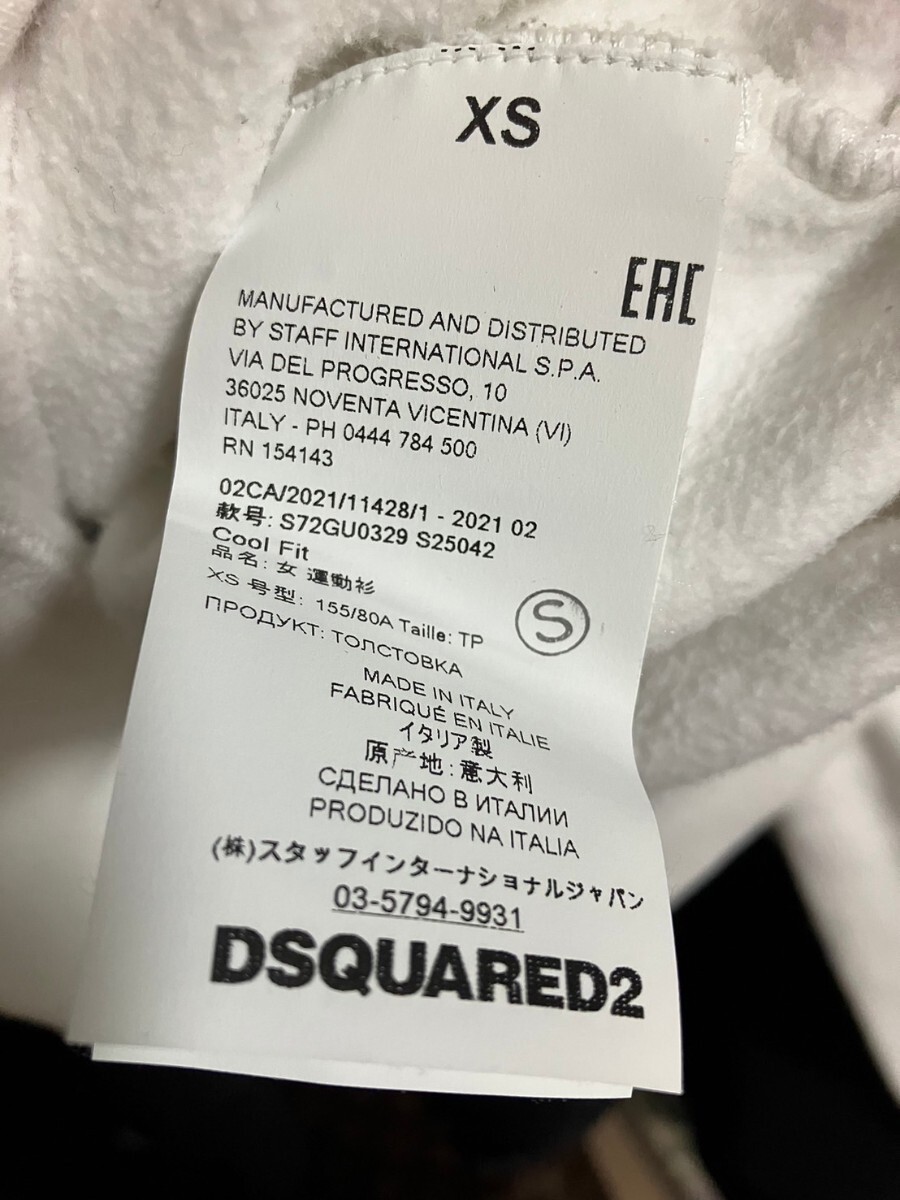 XS
EAC
MANUFACTURED AND DISTRIBUTED
BY STAFF INTERNATIONAL S.P.A.
VIA DEL PROGRESSO, 10
36025 NOVENTA VICENTINA (VI)
ITALY - PH 0444 784 500
RN 154143
02CA/2021/11428/1 - 2021 02
款号: S72GU0329 S25042
Cool Fit
品名: 女 運動衫
XS 号型: 155/80A Taille: TP
S
ПРОДУКТ: ТОЛСТОВКА
MADE IN ITALY
FABRIQUÉ EN ITALIE
イタリア製
原产地: 意大利
СДЕЛАНО В ИТАЛИИ
PRODUZIDO NA ITALIA
(株)スタッフインターナショナルジャパン
03-5794-9931
DSQUARED2